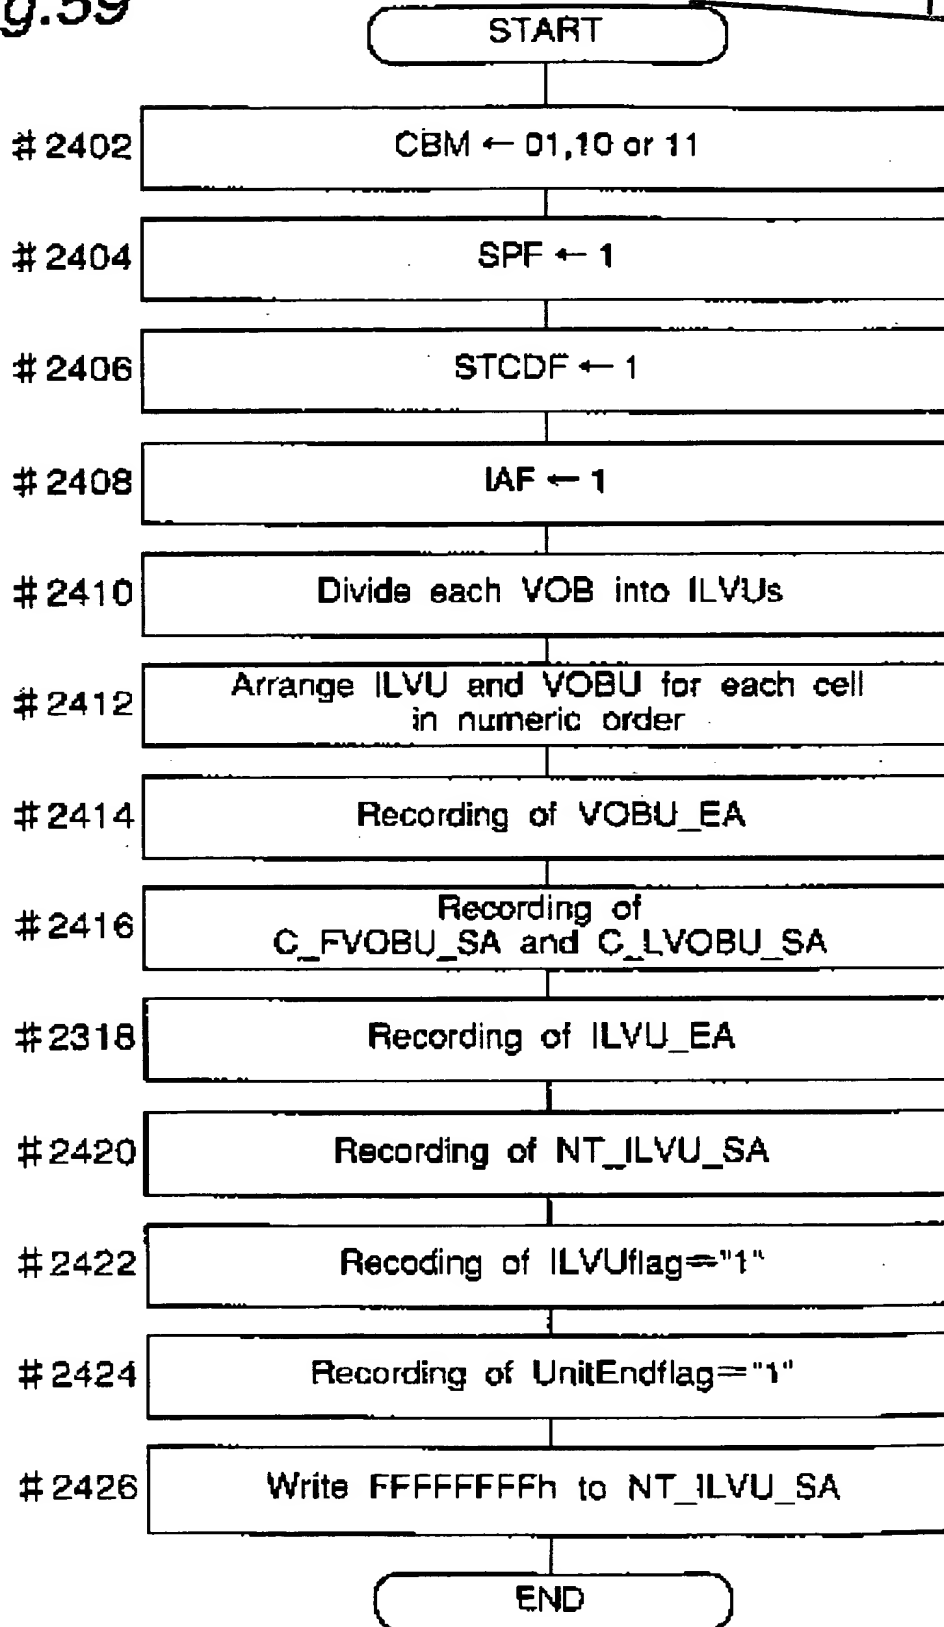 g.59
START
#2402 CBM ← 01,10 or 11
#2404 SPF ← 1
#2406 STCDF ← 1
#2408 IAF ← 1
#2410 Divide each VOB into ILVUs
#2412 Arrange ILVU and VOBU for each cell
in numeric order
#2414 Recording of VOBU_EA
#2416 Recording of
C_FVOBU_SA and C_LVOBU_SA
#2318 Recording of ILVU_EA
#2420 Recording of NT_ILVU_SA
#2422 Recoding of ILVUflag="1"
#2424 Recording of UnitEndflag="1"
#2426 Write FFFFFFFFh to NT_ILVU_SA
END